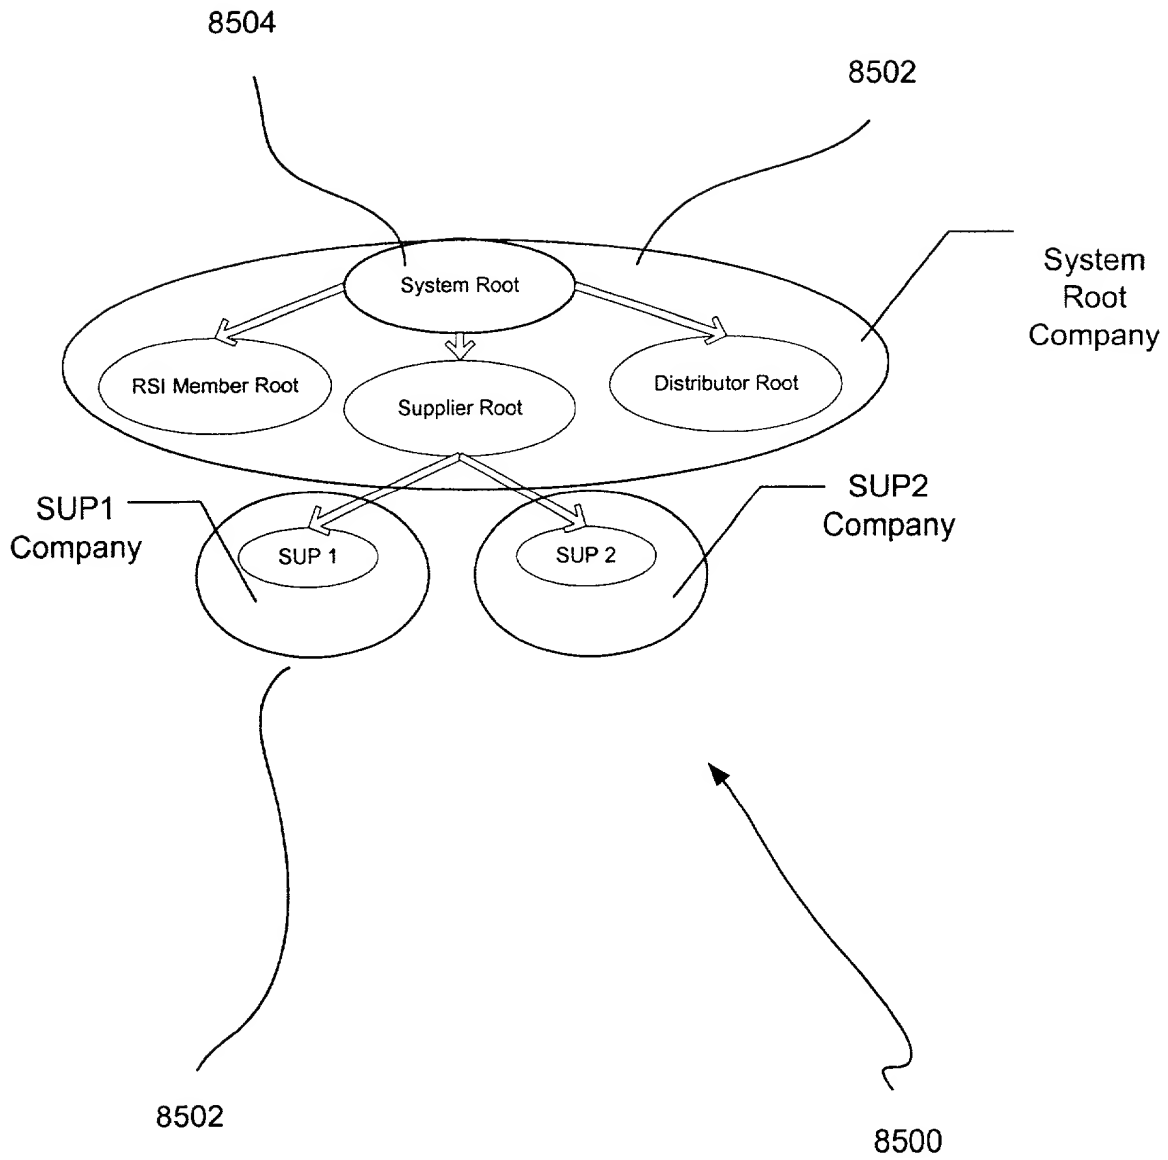 8504
8502
System Root
System
Root
Company
RSI Member Root
Supplier Root
Distributor Root
SUP1
Company
SUP2
Company
SUP 1
SUP 2
8502
8500